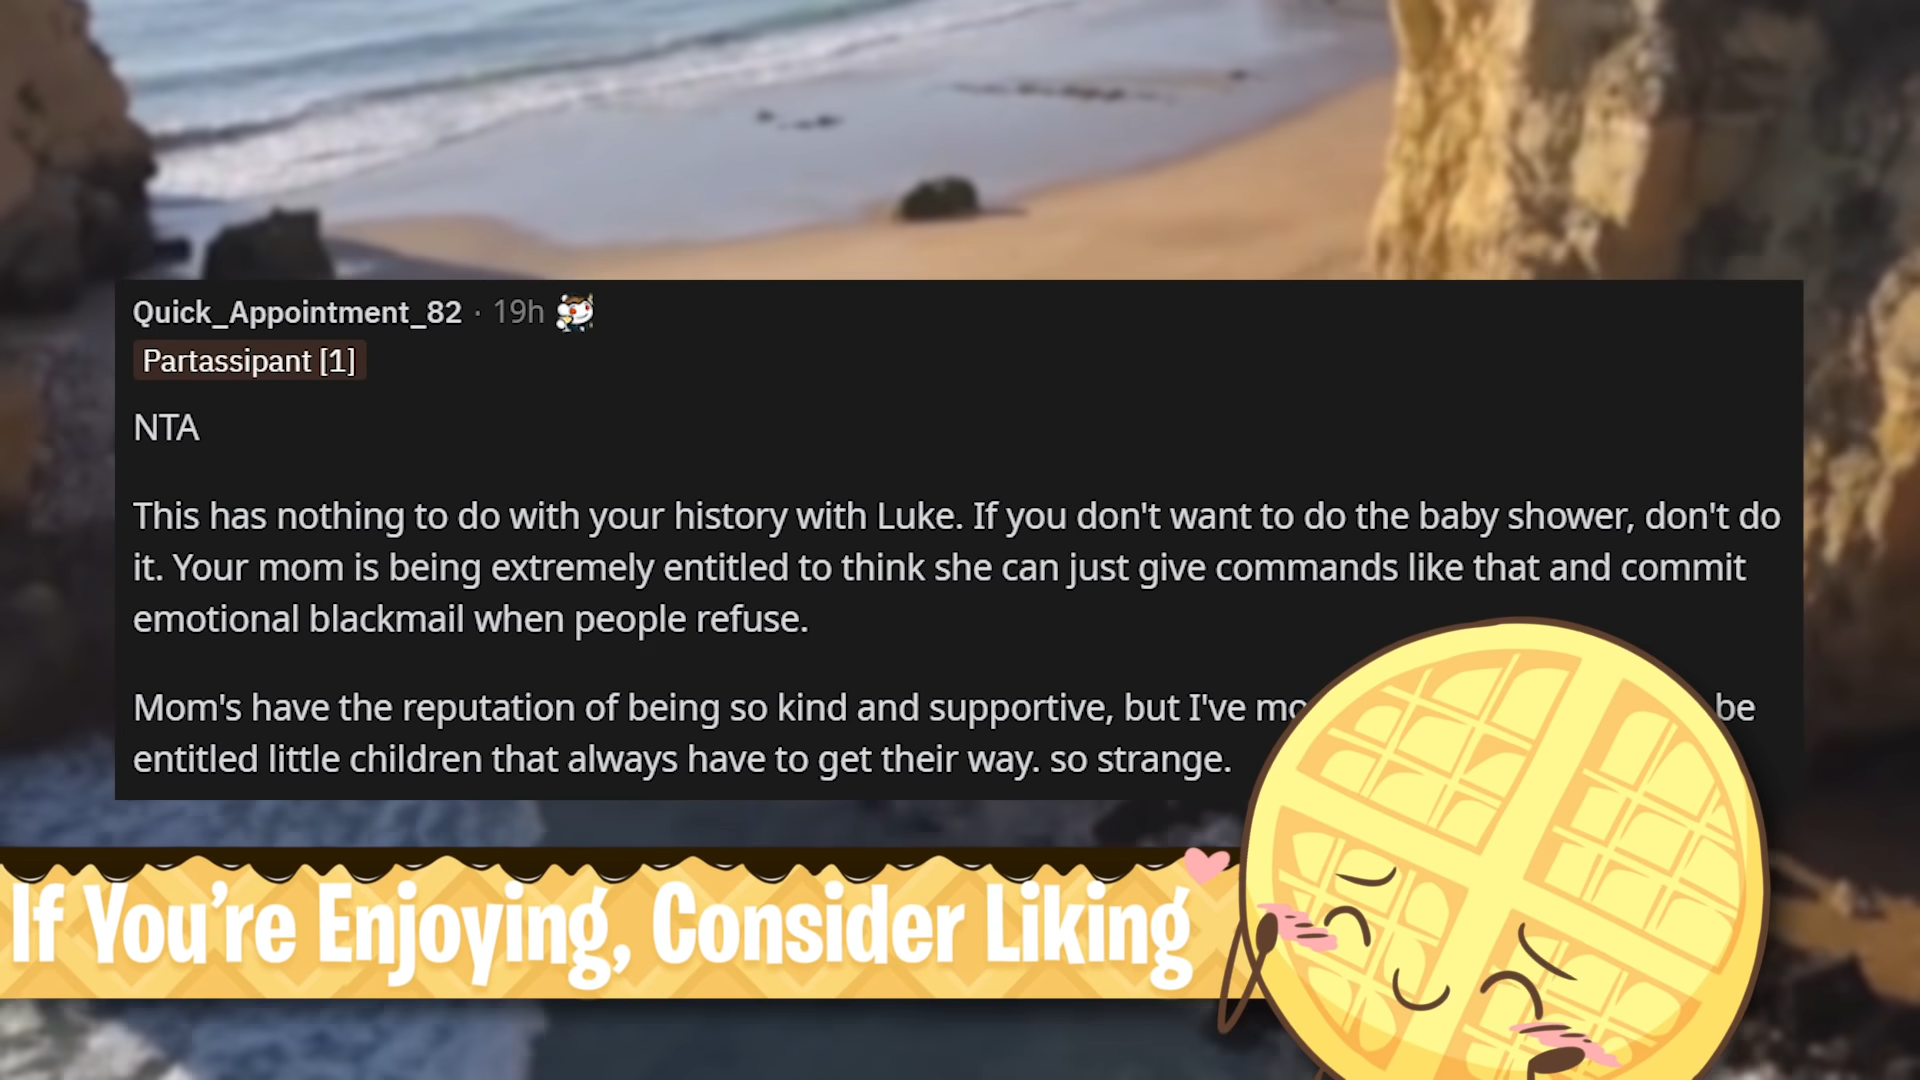 Quick_Appointment_82 · 19h
Partassipant [1]
NTA
This has nothing to do with your history with Luke. If you don't want to do the baby shower, don't do
it. Your mom is being extremely entitled to think she can just give commands like that and commit
emotional blackmail when people refuse.
Mom's have the reputation of being so kind and supportive, but I've be
entitled little children that always have to get their way. so strange.
If You're Enjoying, Consider Liking